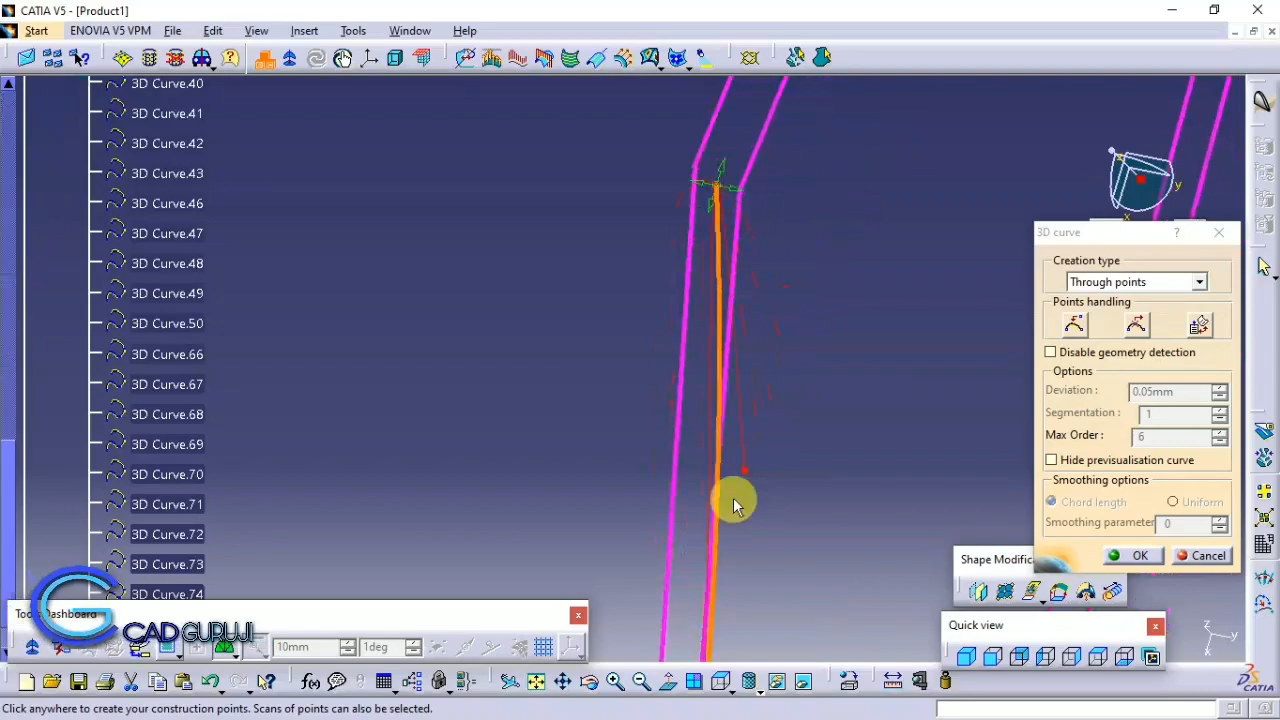 CATIA V5 - [Product1]
Start ENOVIA V5 VPM File Edit View Insert Tools Window Help
3D Curve.40
3D Curve.41
3D Curve.42
3D Curve.43
3D Curve.46
3D Curve.47
3D Curve.48
3D Curve.49
3D Curve.50
3D Curve.66
3D Curve.67
3D Curve.68
3D Curve.69
3D Curve.70
3D Curve.71
3D Curve.72
3D Curve.73
3D Curve.74
x
y
x
3D curve
Creation type
Through points
Points handling
Disable geometry detection
Options
Deviation : 0.05mm
Segmentation : 1
Max Order : 6
Hide previsualisation curve
Smoothing options
Chord length Uniform
Smoothing parameter 0
OK Cancel
Shape Modific
Quick view
Dashboard
CAD GURUJI
10mm 1deg
z
y
x
f(x)
CATIA
Click anywhere to create your construction points. Scans of points can also be selected.